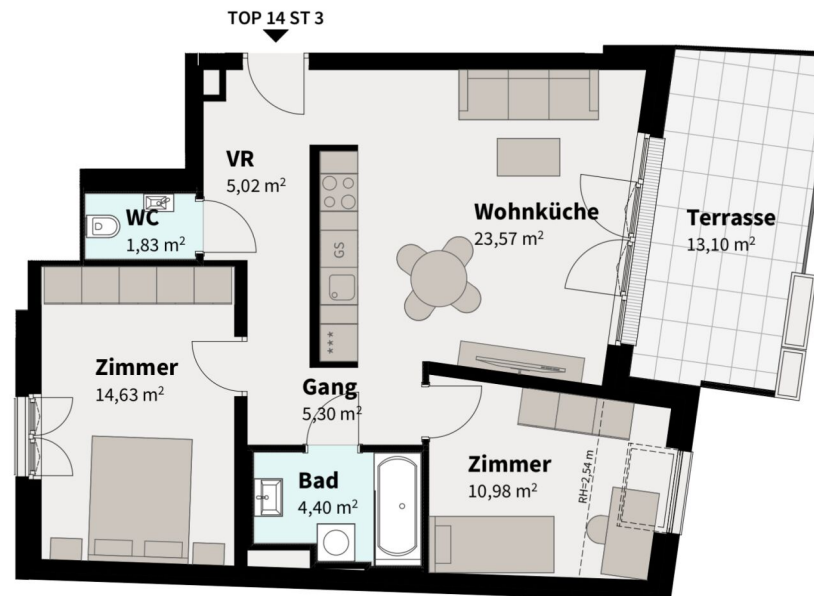 TOP 14 ST 3
VR
5,02 m²
WC
1,83 m²
Wohnküche
23,57 m²
Terrasse
13,10 m²
GS
***
Zimmer
14,63 m²
Gang
5,30 m²
Bad
4,40 m²
Zimmer
10,98 m²
RH=2,54 m